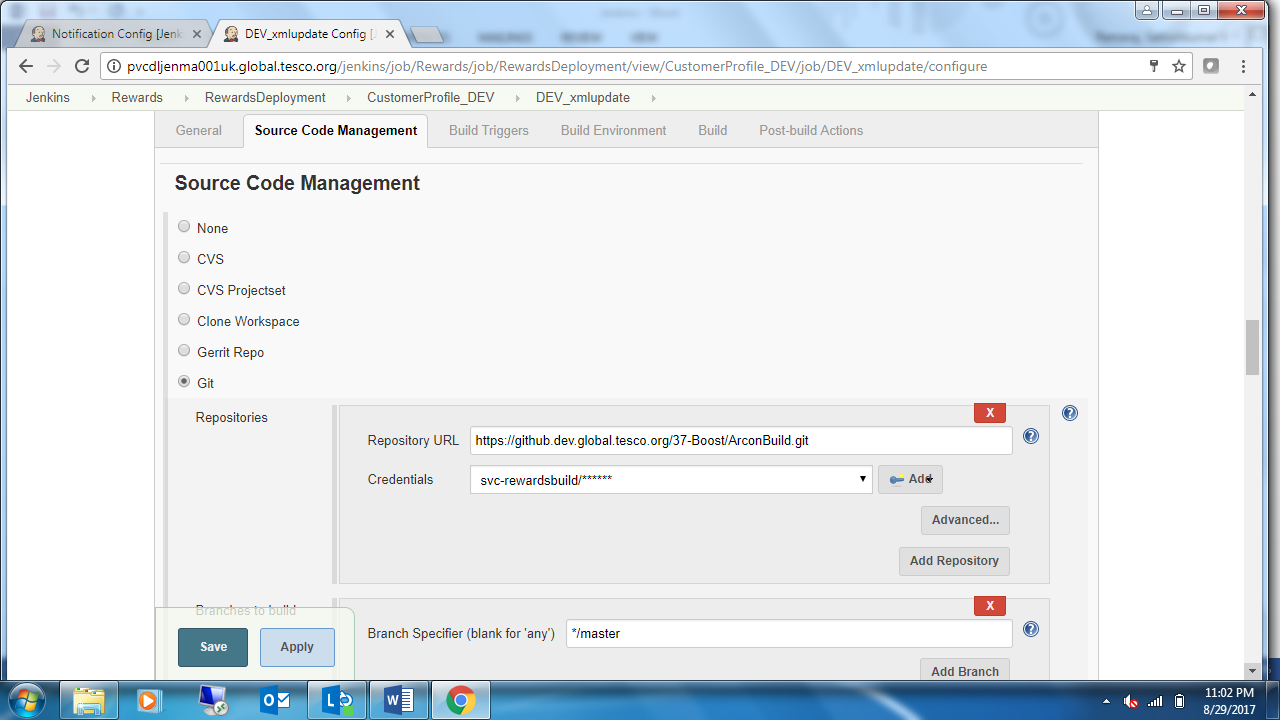 Notification Config [Jenk
DEV_xmlupdate Config [J
pvcdljenma001uk.global.tesco.org/jenkins/job/Rewards/job/RewardsDeployment/view/CustomerProfile_DEV/job/DEV_xmlupdate/configure
Jenkins Rewards RewardsDeployment CustomerProfile_DEV DEV_xmlupdate
General Source Code Management Build Triggers Build Environment Build Post-build Actions
Source Code Management
None
CVS
CVS Projectset
Clone Workspace
Gerrit Repo
Git
Repositories
X
Repository URL https://github.dev.global.tesco.org/37-Boost/ArconBuild.git
Credentials svc-rewardsbuild/****** Add
Advanced...
Add Repository
Branches to build
X
Branch Specifier (blank for 'any') */master
Save Apply
Add Branch
11:02 PM
8/29/2017